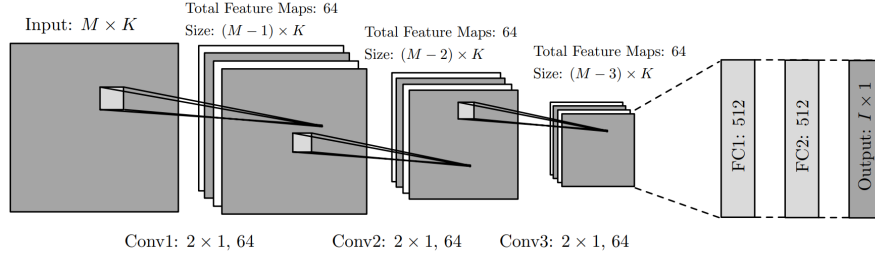 Input: M × K
Total Feature Maps: 64
Size: (M − 1) × K
Total Feature Maps: 64
Size: (M − 2) × K
Total Feature Maps: 64
Size: (M − 3) × K
FC1: 512
FC2: 512
Output: I × 1
Conv1: 2 × 1, 64
Conv2: 2 × 1, 64
Conv3: 2 × 1, 64